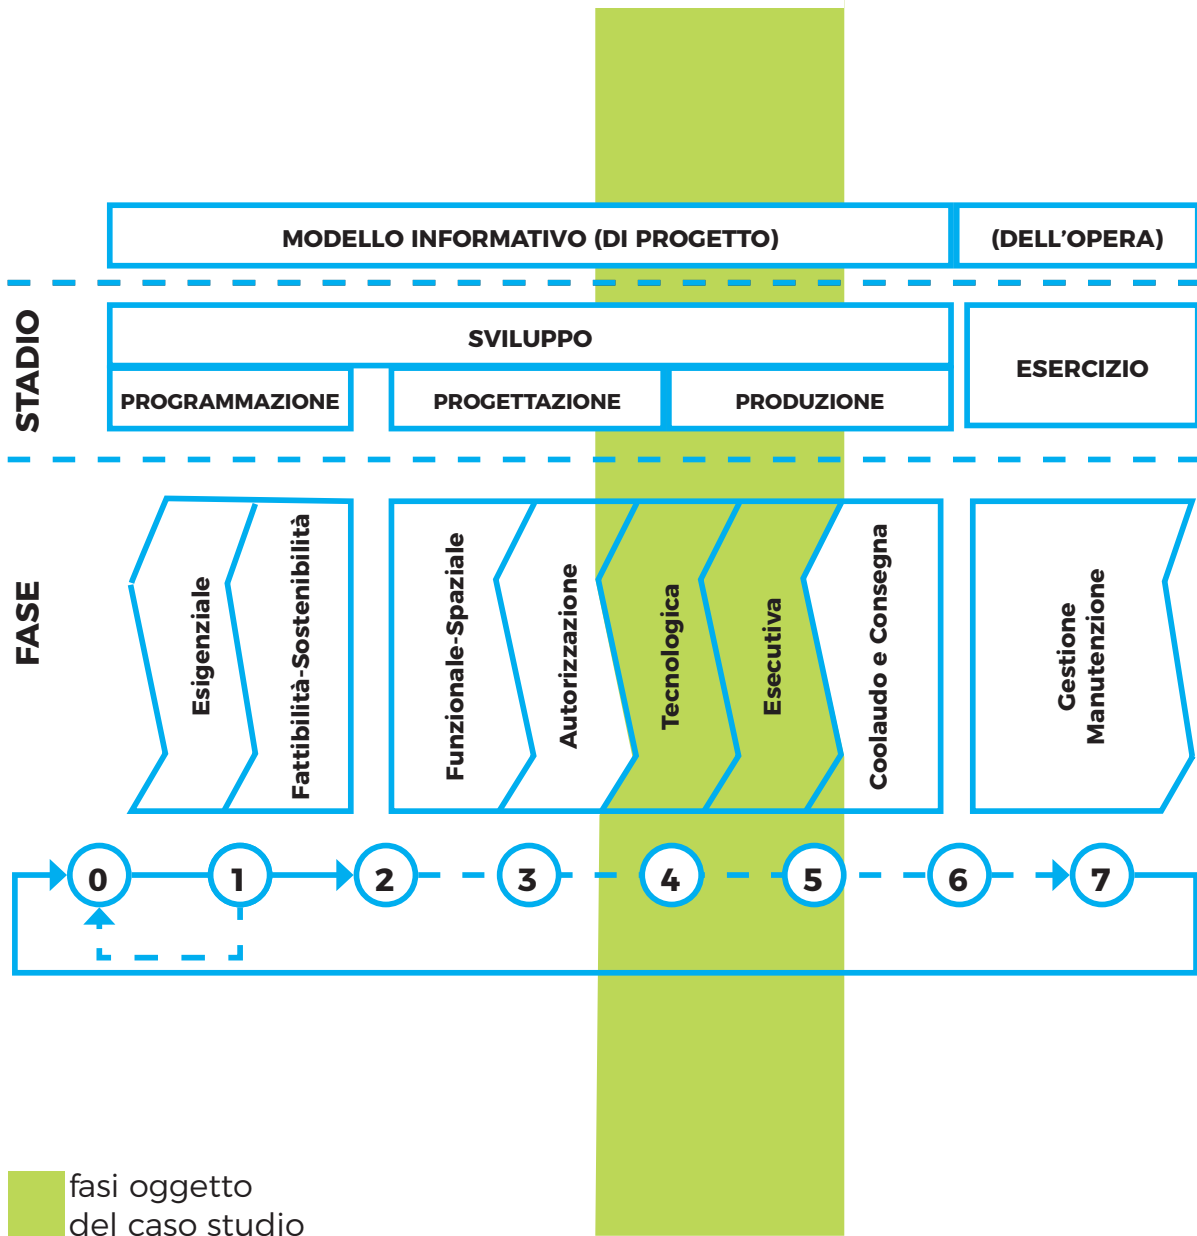 MODELLO INFORMATIVO (DI PROGETTO)
(DELL'OPERA)
STADIO
SVILUPPO
ESERCIZIO
PROGRAMMAZIONE
PROGETTAZIONE
PRODUZIONE
FASE
Esigenziale
Fattibilità-Sostenibilità
Funzionale-Spaziale
Autorizzazione
Tecnologica
Esecutiva
Coolaudo e Consegna
Gestione
Manutenzione
0
1
2
3
4
5
6
7
fasi oggetto
del caso studio